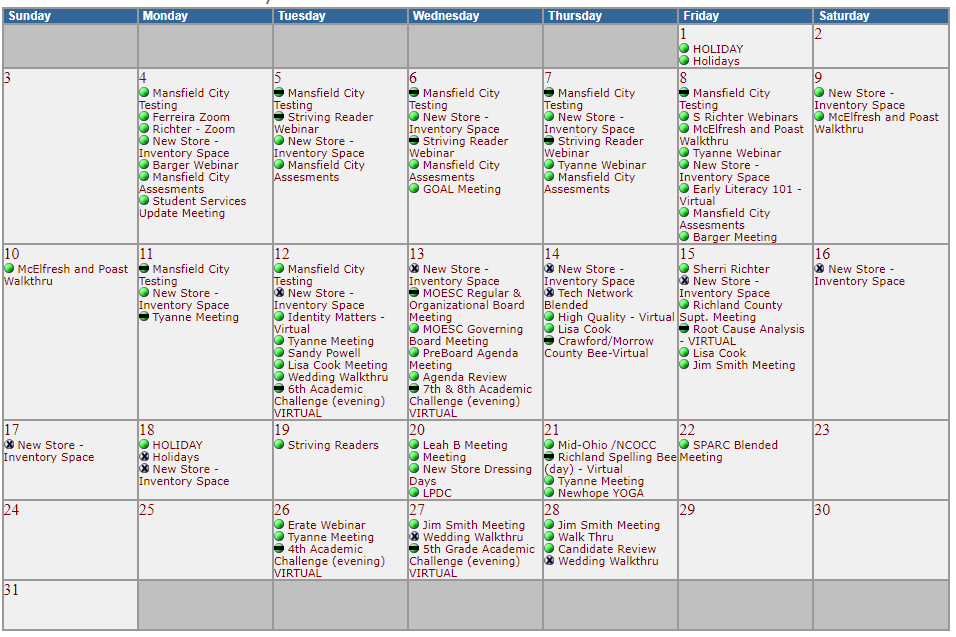 Sunday Monday Tuesday Wednesday Thursday Friday Saturday
1
HOLIDAY
Holidays
2
3
4
Mansfield City
Testing
Ferreira Zoom
Richter - Zoom
New Store -
Inventory Space
Barger Webinar
Mansfield City
Assesments
Student Services
Update Meeting
5
Mansfield City
Testing
Striving Reader
Webinar
New Store -
Inventory Space
Mansfield City
Assesments
6
Mansfield City
Testing
New Store -
Inventory Space
Striving Reader
Webinar
Mansfield City
Assesments
GOAL Meeting
7
Mansfield City
Testing
New Store -
Inventory Space
Striving Reader
Webinar
Tyanne Webinar
Mansfield City
Assesments
8
Mansfield City
Testing
S Richter Webinars
McElfresh and Poast
Walkthru
Tyanne Webinar
New Store -
Inventory Space
Early Literacy 101 -
Virtual
Mansfield City
Assesments
Barger Meeting
9
New Store -
Inventory Space
McElfresh and Poast
Walkthru
10
McElfresh and Poast
Walkthru
11
Mansfield City
Testing
New Store -
Inventory Space
Tyanne Meeting
12
Mansfield City
Testing
New Store -
Inventory Space
Identity Matters -
Virtual
Tyanne Meeting
Sandy Powell
Lisa Cook Meeting
Wedding Walkthru
6th Academic
Challenge (evening)
VIRTUAL
13
New Store -
Inventory Space
MOESC Regular &
Organizational Board
Meeting
MOESC Governing
Board Meeting
PreBoard Agenda
Meeting
Agenda Review
7th & 8th Academic
Challenge (evening)
VIRTUAL
14
New Store -
Inventory Space
Tech Network
Blended
High Quality - Virtual
Lisa Cook
Crawford/Morrow
County Bee-Virtual
15
Sherri Richter
New Store -
Inventory Space
Richland County
Supt. Meeting
Root Cause Analysis
- VIRTUAL
Lisa Cook
Jim Smith Meeting
16
New Store -
Inventory Space
17
New Store -
Inventory Space
18
HOLIDAY
Holidays
New Store -
Inventory Space
19
Striving Readers
20
Leah B Meeting
Meeting
New Store Dressing
Days
LPDC
21
Mid-Ohio /NCOCC
Richland Spelling Bee
(day) - Virtual
Tyanne Meeting
Newhope YOGA
22
SPARC Blended
Meeting
23
24
25
26
Erate Webinar
Tyanne Meeting
4th Academic
Challenge (evening)
VIRTUAL
27
Jim Smith Meeting
Wedding Walkthru
5th Grade Academic
Challenge (evening)
VIRTUAL
28
Jim Smith Meeting
Walk Thru
Candidate Review
Wedding Walkthru
29
30
31